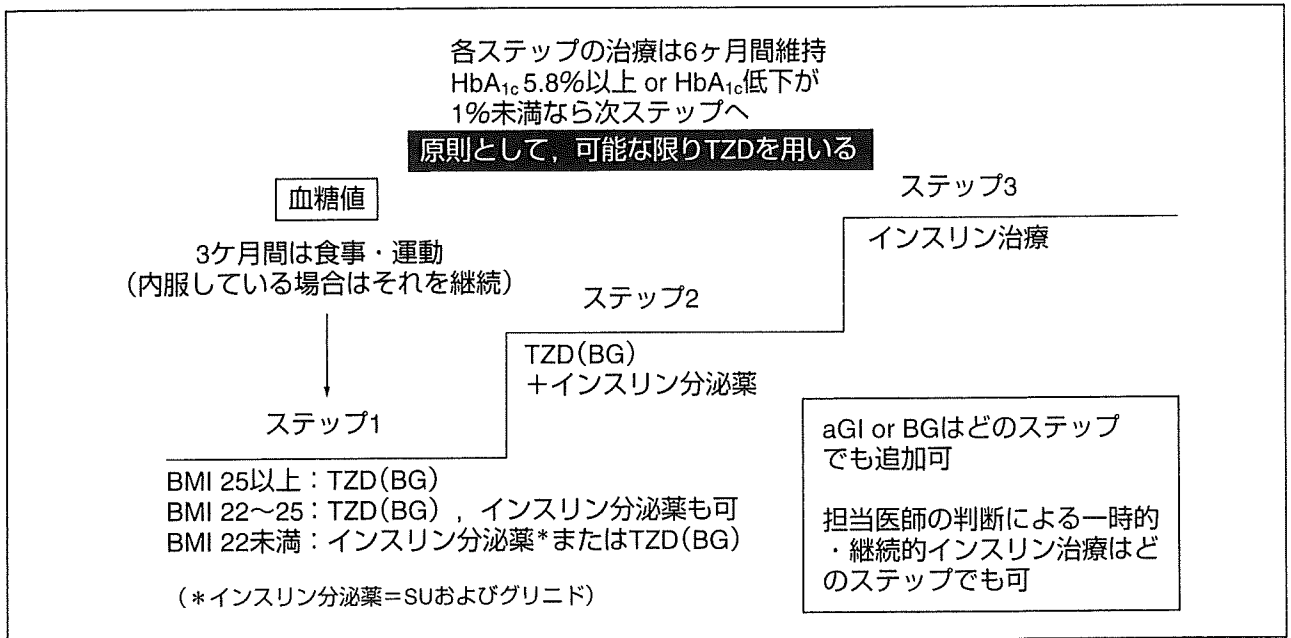 各ステップの治療は6ヶ月間維持
HbA1c 5.8%以上 or HbA1c低下が
1%未満なら次ステップへ
原則として，可能な限りTZDを用いる
血糖値
3ケ月間は食事・運動
（内服している場合はそれを継続）
ステップ1
BMI 25以上：TZD(BG)
BMI 22〜25：TZD(BG)，インスリン分泌薬も可
BMI 22未満：インスリン分泌薬*またはTZD(BG)
（*インスリン分泌薬＝SUおよびグリニド）
ステップ2
TZD(BG)
＋インスリン分泌薬
ステップ3
インスリン治療
aGI or BGはどのステップ
でも追加可
担当医師の判断による一時的
・継続的インスリン治療はど
のステップでも可